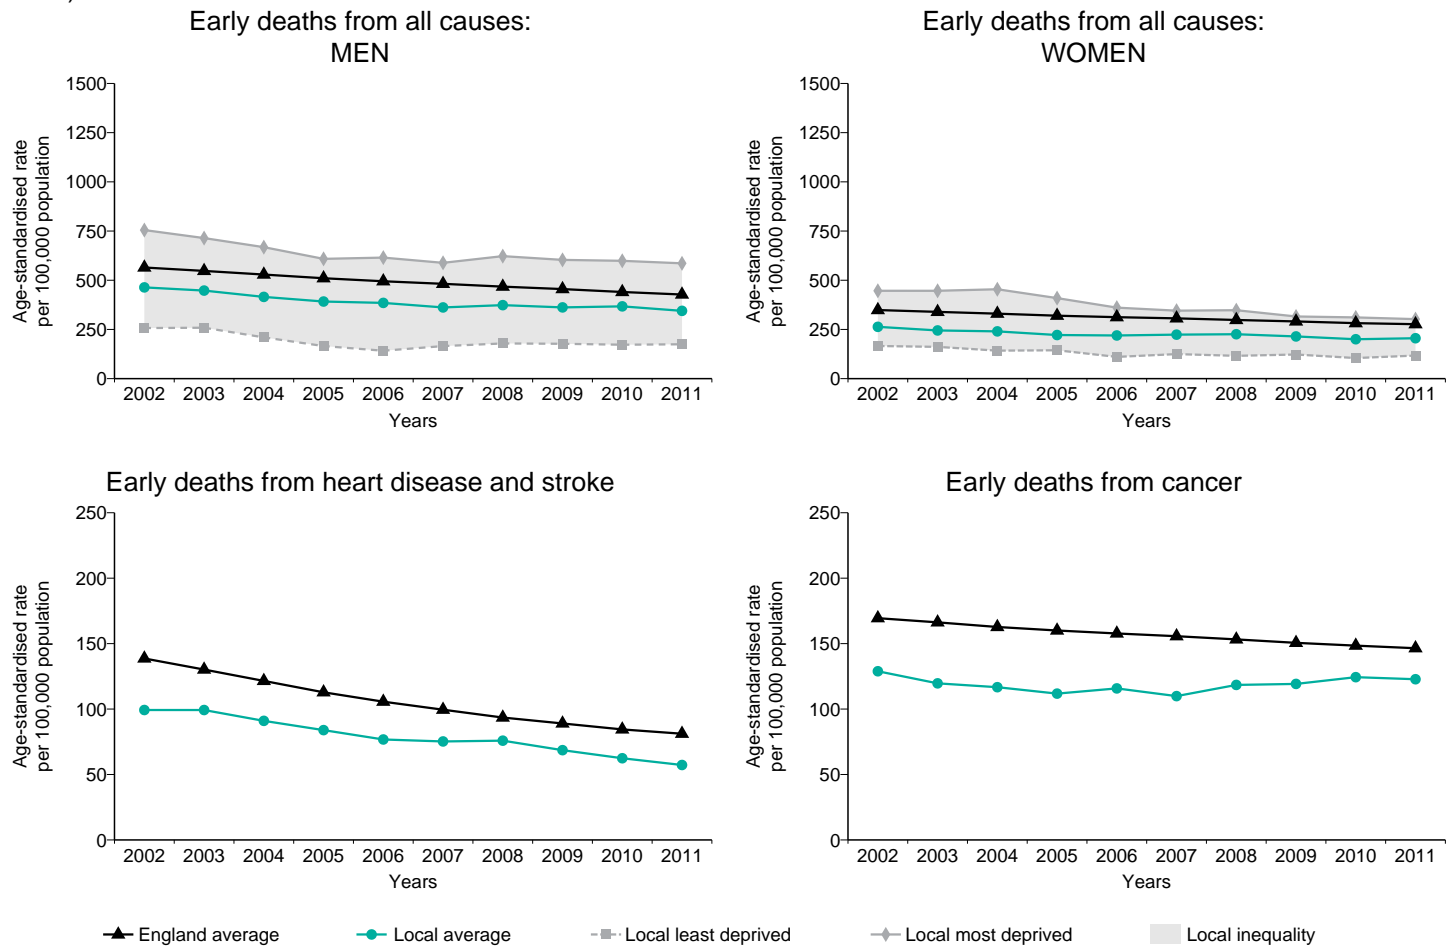 Early deaths from all causes:
MEN
1500
1250
1000
750
500
250
0
Age-standardised rate
per 100,000 population
2002 2003 2004 2005 2006 2007 2008 2009 2010 2011
Years
Early deaths from all causes:
WOMEN
1500
1250
1000
750
500
250
0
Age-standardised rate
per 100,000 population
2002 2003 2004 2005 2006 2007 2008 2009 2010 2011
Years
Early deaths from heart disease and stroke
250
200
150
100
50
0
Age-standardised rate
per 100,000 population
2002 2003 2004 2005 2006 2007 2008 2009 2010 2011
Years
Early deaths from cancer
250
200
150
100
50
0
Age-standardised rate
per 100,000 population
2002 2003 2004 2005 2006 2007 2008 2009 2010 2011
Years
England average Local average Local least deprived Local most deprived Local inequality